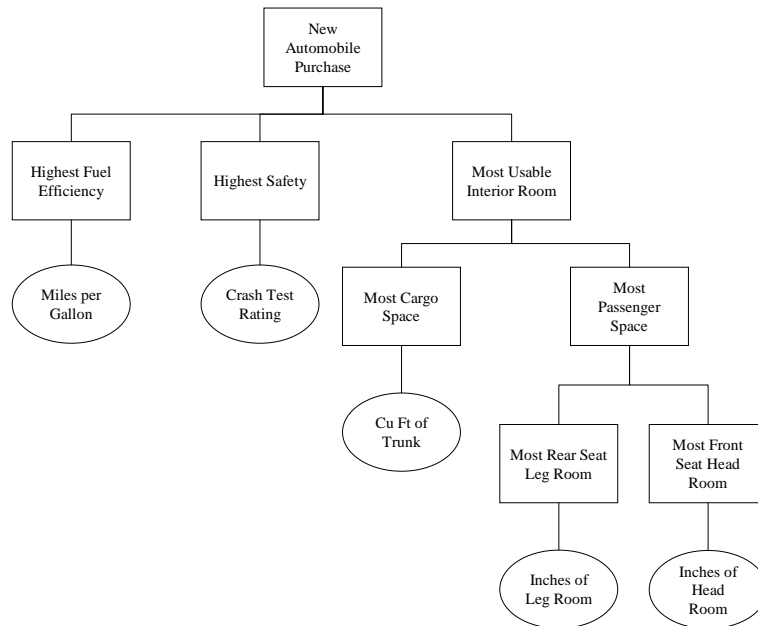 New
Automobile
Purchase
Highest Fuel
Efficiency
Highest Safety
Most Usable
Interior Room
Miles per
Gallon
Crash Test
Rating
Most Cargo
Space
Most
Passenger
Space
Cu Ft of
Trunk
Most Rear Seat
Leg Room
Most Front
Seat Head
Room
Inches of
Leg Room
Inches of
Head
Room